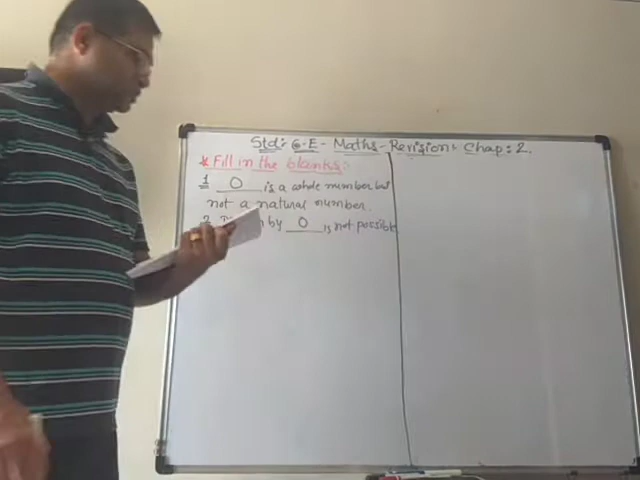 Std: 6-E - Maths - Revision: Chap: 2.
* Fill in the blanks:-
1 0 is a whole number but
not a natural number.
2 by 0 is not possible